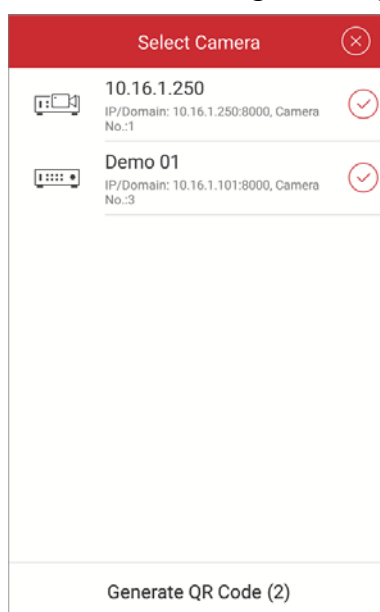 Select Camera
10.16.1.250
IP/Domain: 10.16.1.250:8000, Camera
No.:1
Demo 01
IP/Domain: 10.16.1.101:8000, Camera
No.:3
Generate QR Code (2)